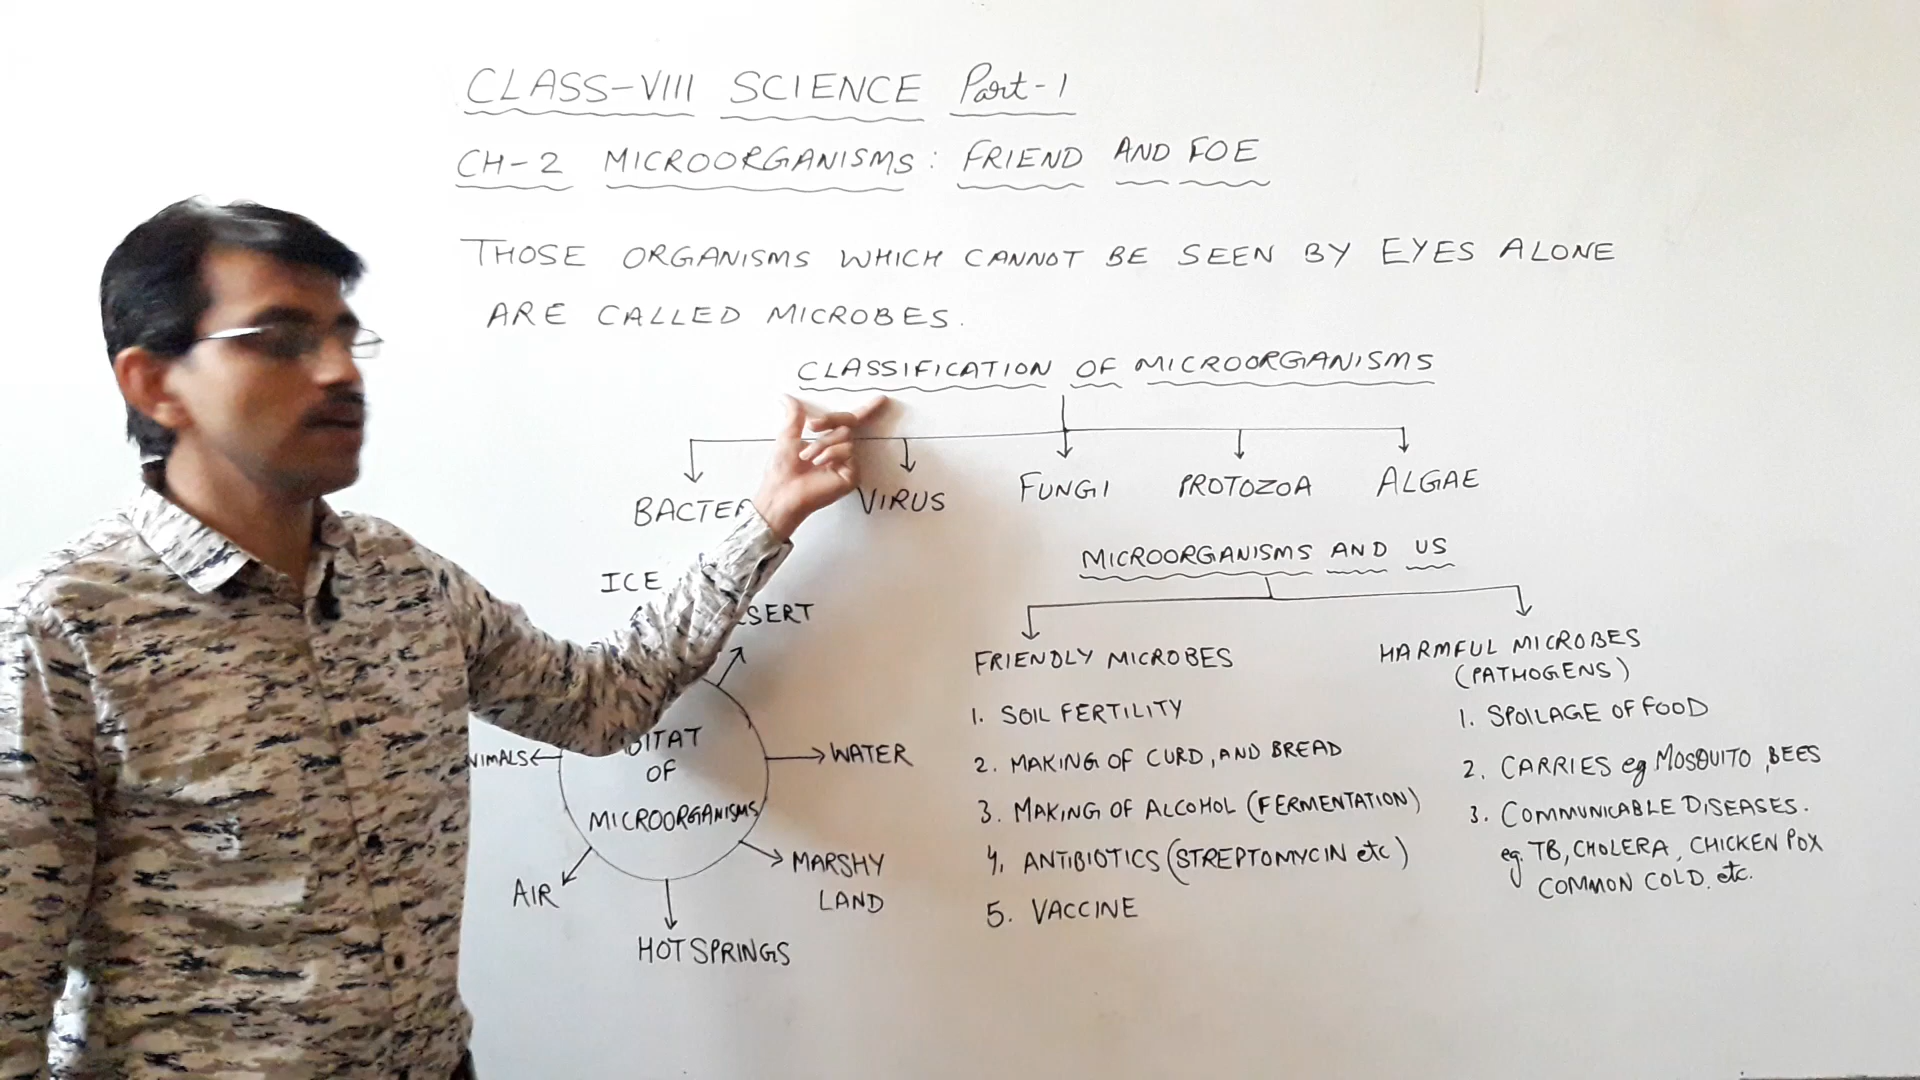 CLASS-VIII SCIENCE Part-1
CH-2 MICROORGANISMS: FRIEND AND FOE
THOSE ORGANISMS WHICH CANNOT BE SEEN BY EYES ALONE
ARE CALLED MICROBES.
CLASSIFICATION OF MICROORGANISMS
VIRUS
FUNGI
PROTOZOA
ALGAE
ICE
WATER
MARSHY
LAND
HOT SPRINGS
AIR
OF
MICROORGANISMS
MICROORGANISMS AND US
FRIENDLY MICROBES
1. SOIL FERTILITY
2. MAKING OF CURD, AND BREAD
3. MAKING OF ALCOHOL (FERMENTATION)
4. ANTIBIOTICS (STREPTOMYCIN etc)
5. VACCINE
HARMFUL MICROBES
(PATHOGENS)
1. SPOILAGE OF FOOD
2. CARRIES eg MOSQUITO, BEES
3. COMMUNICABLE DISEASES.
eg. TB, CHOLERA, CHICKEN POX
COMMON COLD. etc.